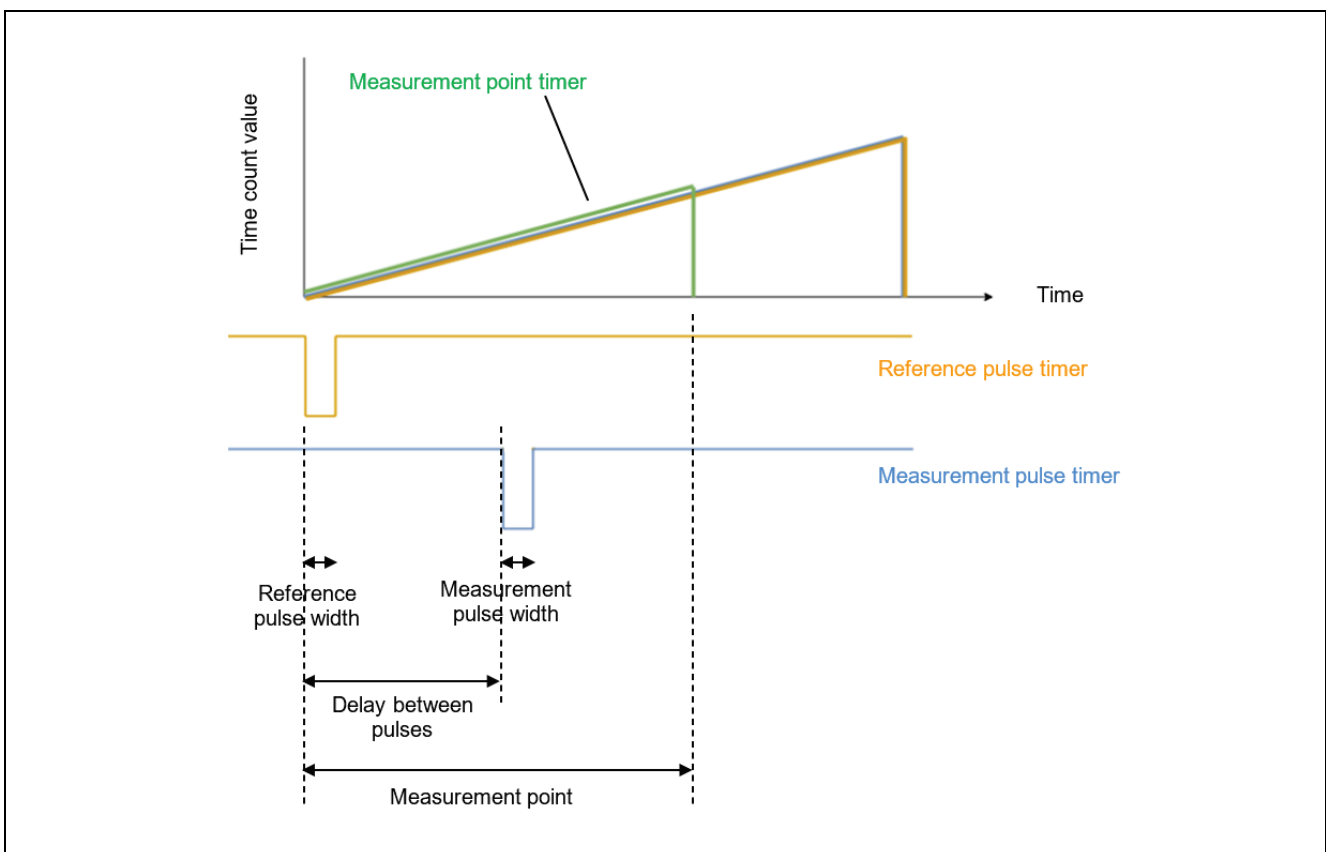 Measurement point timer
Time count value
Time
Reference pulse timer
Measurement pulse timer
Reference
pulse width
Measurement
pulse width
Delay between
pulses
Measurement point